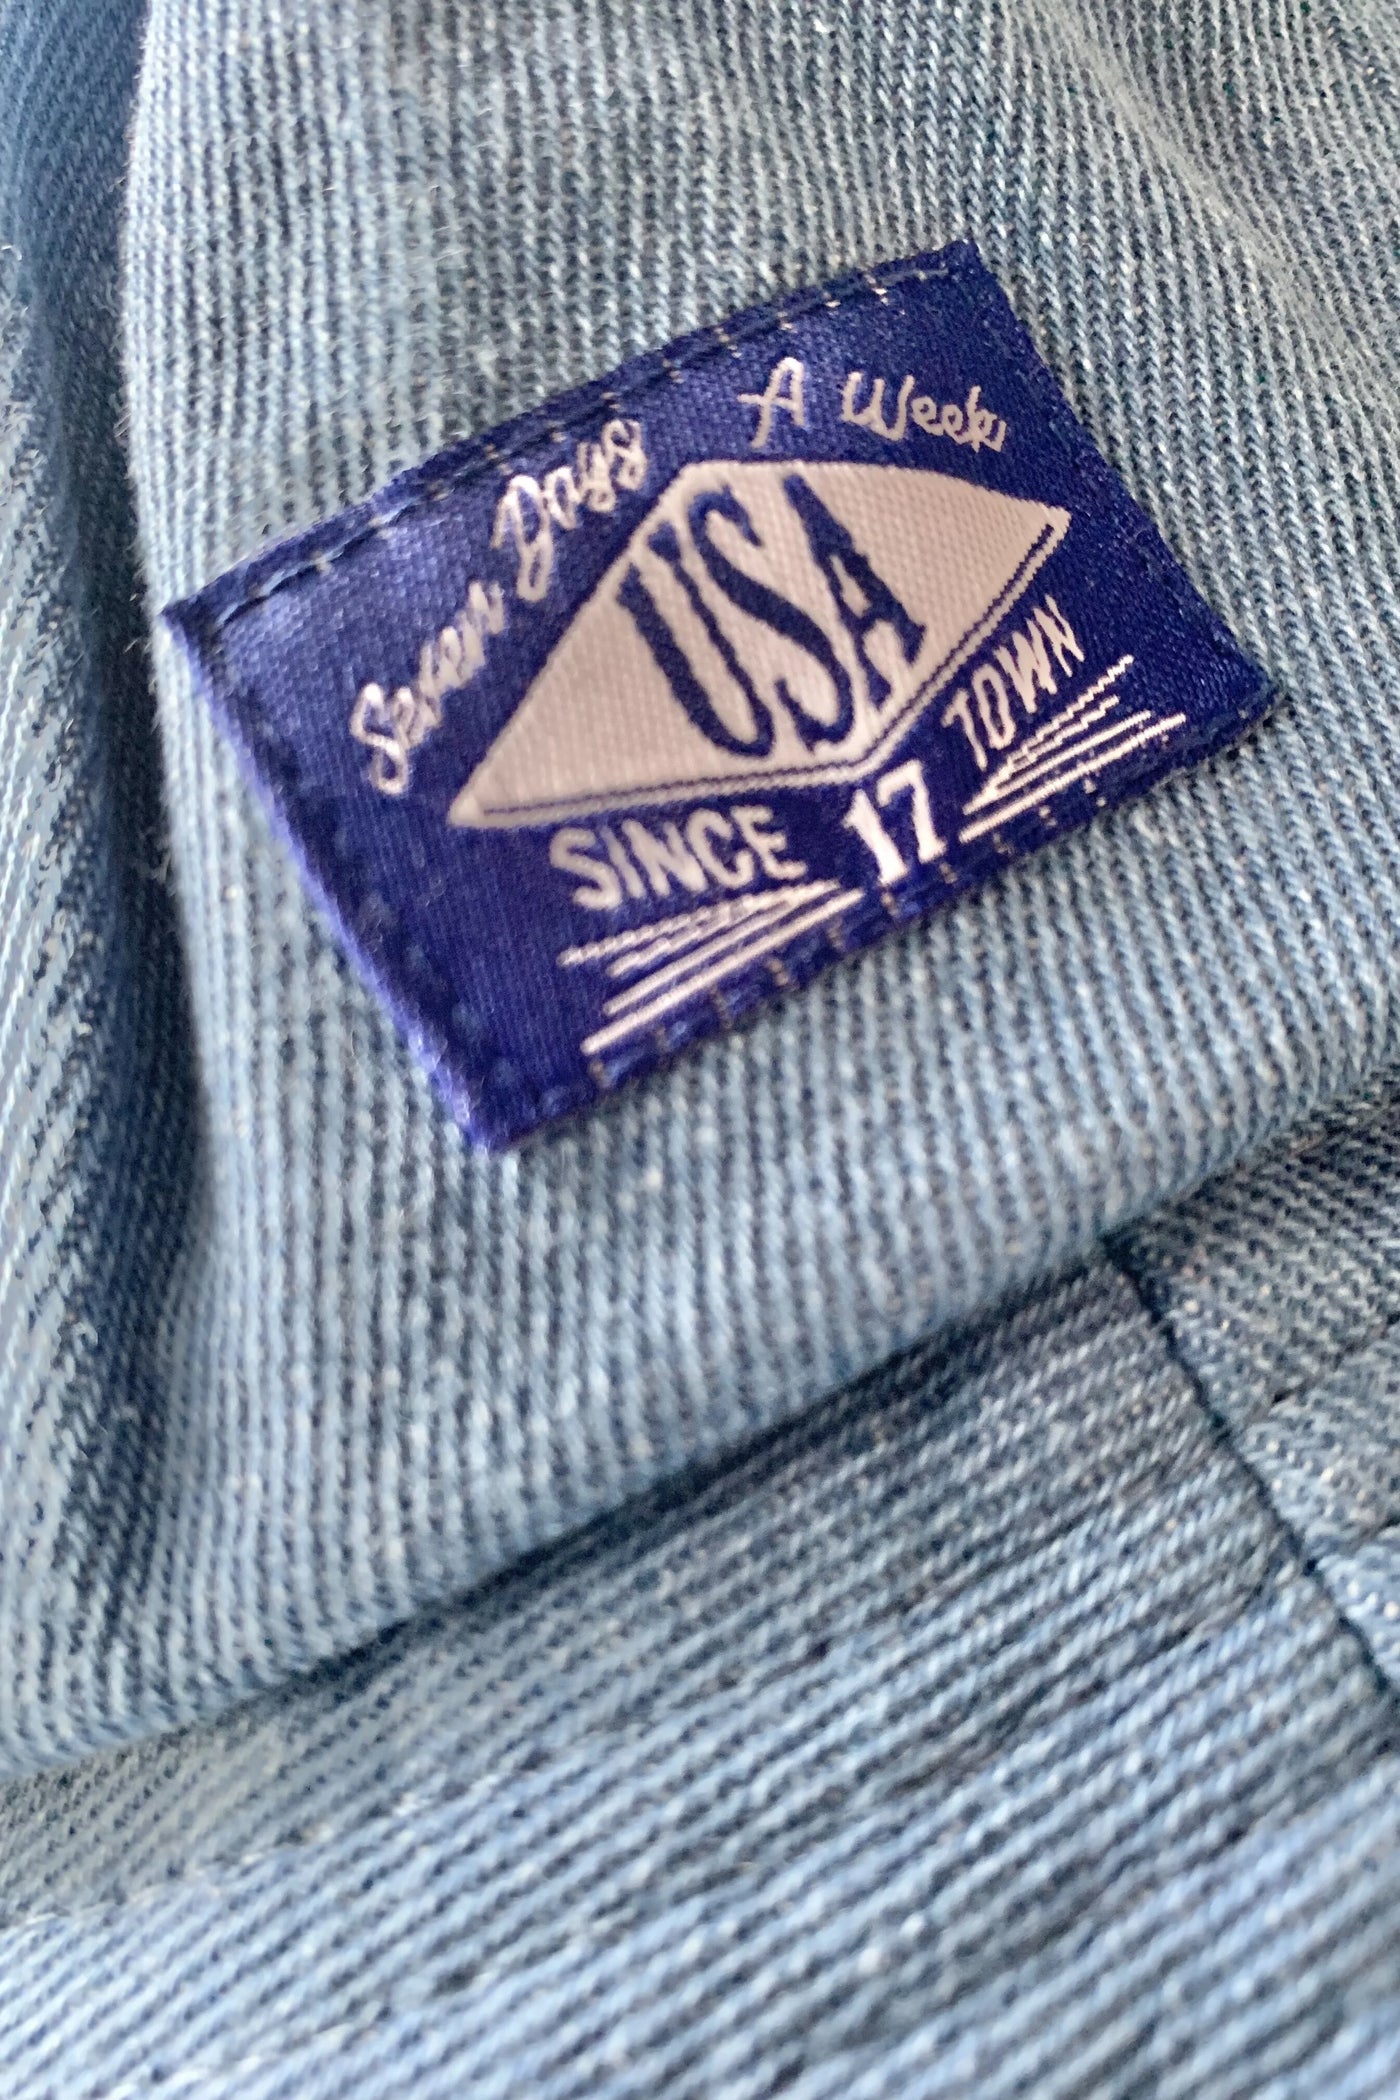 Seven Days A Week
USA
SINCE 17 TOWN